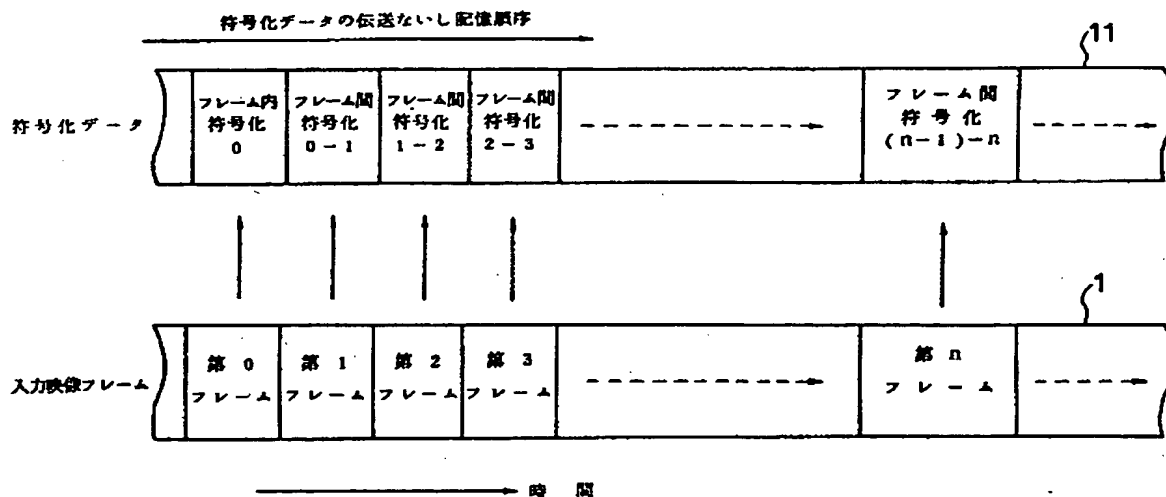 符号化データの伝送ないし記憶順序
11
符号化データ
フレーム内
符号化
0
フレーム間
符号化
0-1
フレーム間
符号化
1-2
フレーム間
符号化
2-3
フレーム間
符号化
(n-1)-n
1
入力映像フレーム
第 0
フレーム
第 1
フレーム
第 2
フレーム
第 3
フレーム
第 n
フレーム
時 間